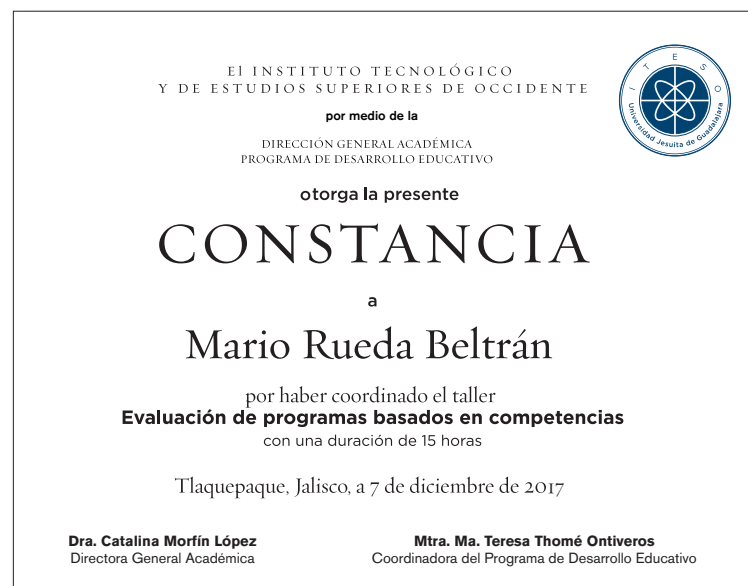 El INSTITUTO TECNOLÓGICO
Y DE ESTUDIOS SUPERIORES DE OCCIDENTE
por medio de la
DIRECCIÓN GENERAL ACADÉMICA
PROGRAMA DE DESARROLLO EDUCATIVO
ITESO
Universidad Jesuita de Guadalajara
otorga la presente
CONSTANCIA
a
Mario Rueda Beltrán
por haber coordinado el taller
Evaluación de programas basados en competencias
con una duración de 15 horas
Tlaquepaque, Jalisco, a 7 de diciembre de 2017
Dra. Catalina Morfín López
Directora General Académica
Mtra. Ma. Teresa Thomé Ontiveros
Coordinadora del Programa de Desarrollo Educativo